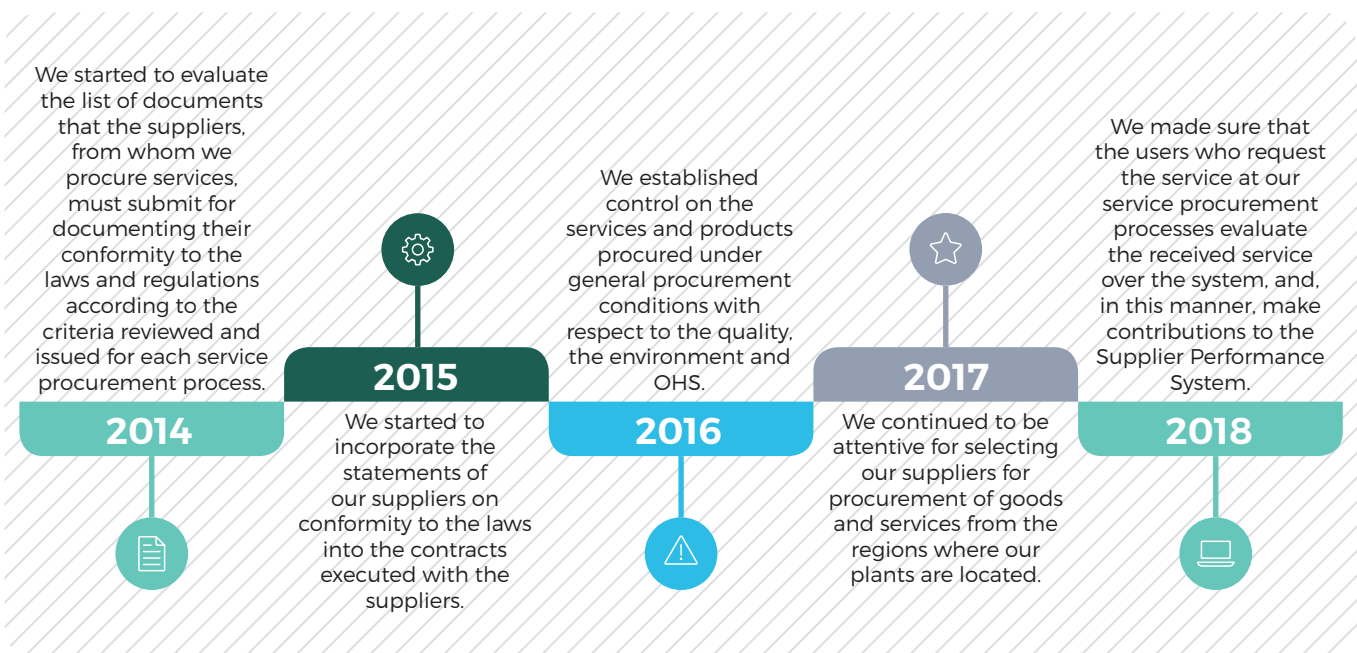 We started to evaluate
the list of documents
that the suppliers,
from whom we
procure services,
must submit for
documenting their
conformity to the
laws and regulations
according to the
criteria reviewed and
issued for each service
procurement process.
2014
2015
We started to
incorporate the
statements of
our suppliers on
conformity to the laws
into the contracts
executed with the
suppliers.
We established
control on the
services and products
procured under
general procurement
conditions with
respect to the quality,
the environment and
OHS.
2016
2017
We continued to be
attentive for selecting
our suppliers for
procurement of goods
and services from the
regions where our
plants are located.
We made sure that
the users who request
the service at our
service procurement
processes evaluate
the received service
over the system, and,
in this manner, make
contributions to the
Supplier Performance
System.
2018